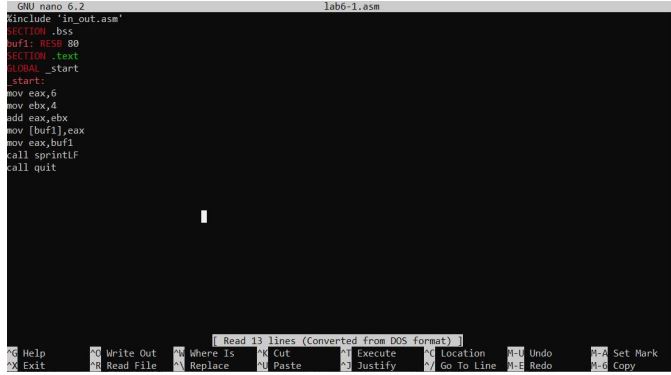 GNU nano 6.2 lab6-1.asm
%include 'in_out.asm'
SECTION .bss
buf1: RESB 80
SECTION .text
GLOBAL _start
_start:
mov eax,6
mov ebx,4
add eax,ebx
mov [buf1],eax
mov eax,buf1
call sprintLF
call quit
[ Read 13 lines (Converted from DOS format) ]
^G Help ^O Write Out ^W Where Is ^K Cut ^T Execute ^C Location M-U Undo M-A Set Mark
^X Exit ^R Read File ^\ Replace ^U Paste ^J Justify ^/ Go To Line M-E Redo M-6 Copy